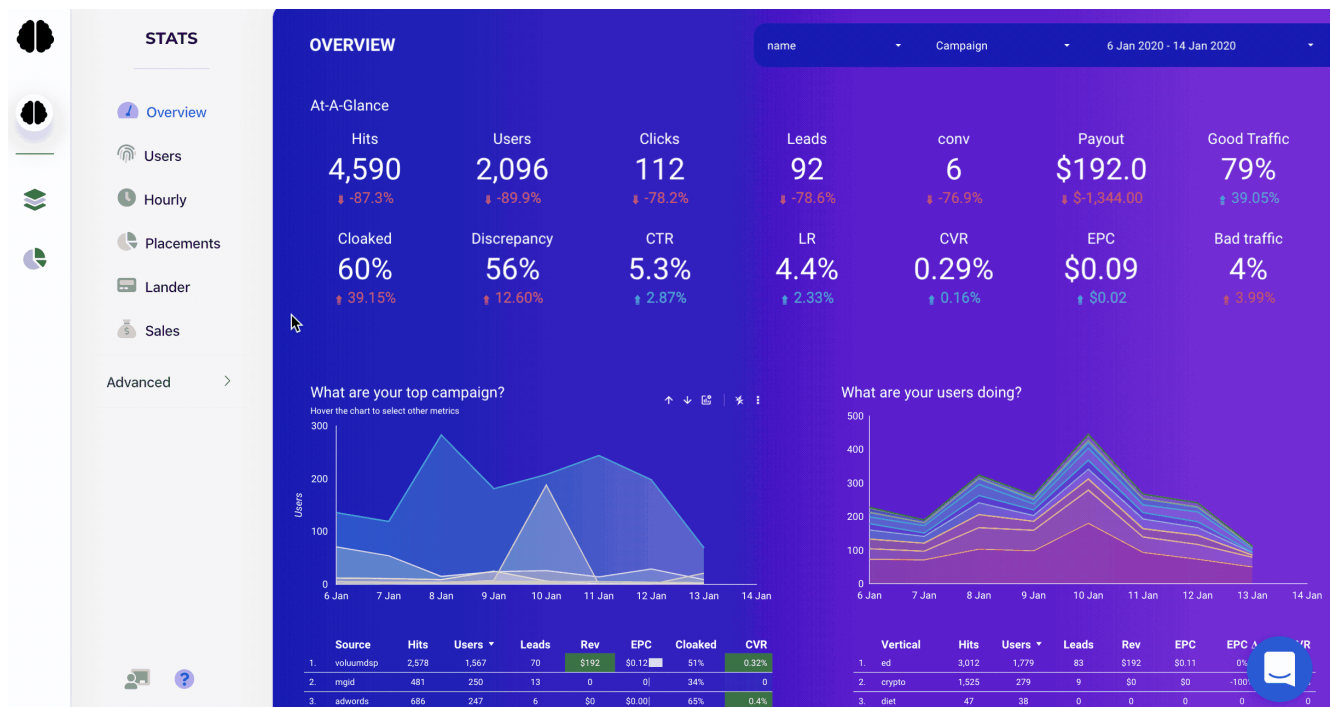 STATS
Overview
Users
Hourly
Placements
Lander
Sales
Advanced
?
OVERVIEW
name Campaign 6 Jan 2020 - 14 Jan 2020
At-A-Glance
Hits Users Clicks Leads conv Payout Good Traffic
4,590 2,096 112 92 6 $192.0 79%
-87.3% -89.9% -78.2% -78.6% -76.9% $-1,344.00 39.05%
Cloaked Discrepancy CTR LR CVR EPC Bad traffic
60% 56% 5.3% 4.4% 0.29% $0.09 4%
39.15% 12.60% 2.87% 2.33% 0.16% $0.02 3.99%
What are your top campaign?
Hover the chart to select other metrics
300
200
100
0
Users
6 Jan 7 Jan 8 Jan 9 Jan 10 Jan 11 Jan 12 Jan 13 Jan 14 Jan
Source Hits Users Leads Rev EPC Cloaked CVR
1. voluumdsp 2,578 1,567 70 $192 $0.12 51% 0.32%
2. mgid 481 250 13 0 0 34% 0
3. adwords 686 247 6 $0 $0.00 65% 0.4%
What are your users doing?
500
400
300
200
100
0
6 Jan 7 Jan 8 Jan 9 Jan 10 Jan 11 Jan 12 Jan 13 Jan 14 Jan
Vertical Hits Users Leads Rev EPC EPC
1. ed 3,012 1,779 83 $192 $0.11 0%
2. crypto 1,525 279 9 $0 $0 -100
3. diet 47 38 0 0 0 0 0